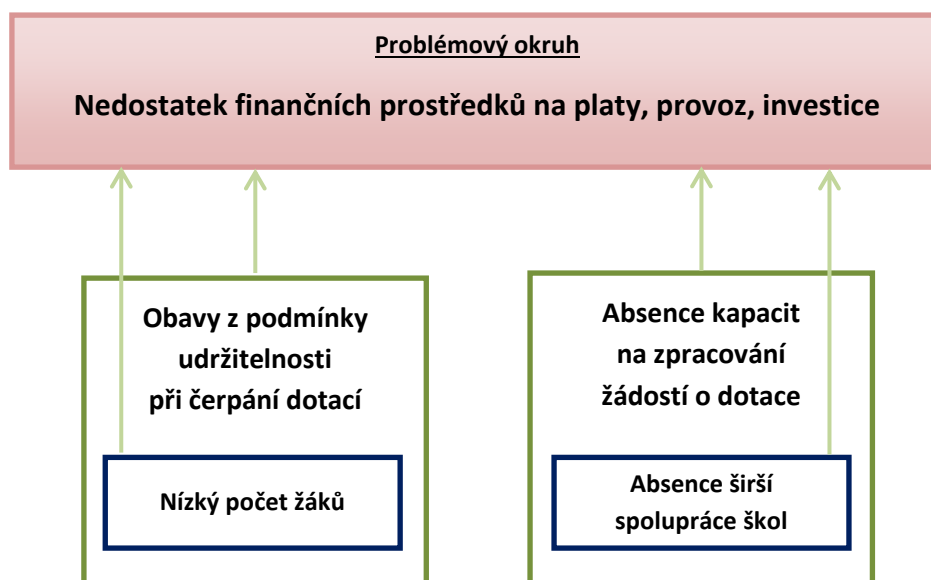 Problémový okruh
Nedostatek finančních prostředků na platy, provoz, investice
Obavy z podmínky
udržitelnosti
při čerpání dotací
Nízký počet žáků
Absence kapacit
na zpracování
žádostí o dotace
Absence širší
spolupráce škol